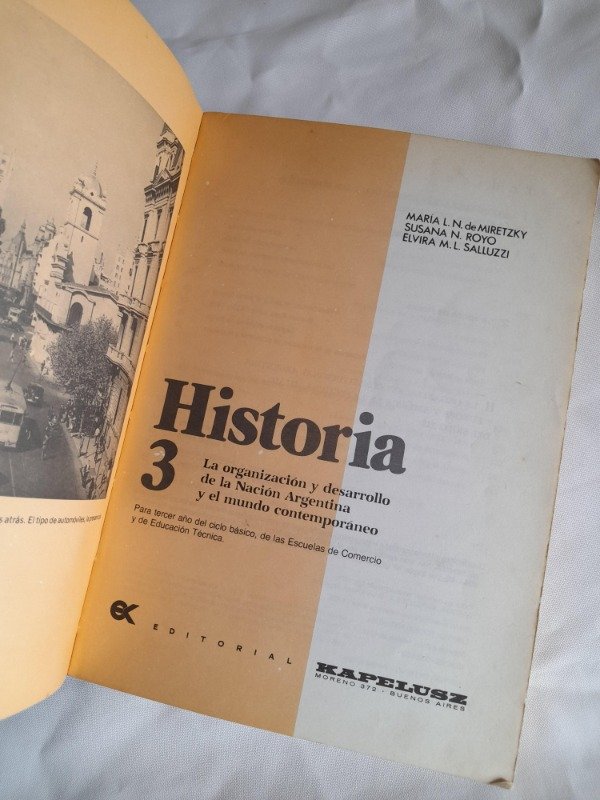 s atrás. El tipo de automóviles, la presencia
MARÍA L. N. de MIRETZKY
SUSANA N. ROYO
ELVIRA M. L. SALLUZZI
Historia
3
La organización y desarrollo
de la Nación Argentina
y el mundo contemporáneo
Para tercer año del ciclo básico, de las Escuelas de Comercio
y de Educación Técnica.
EDITORIAL
KAPELUSZ
MORENO 372 - BUENOS AIRES